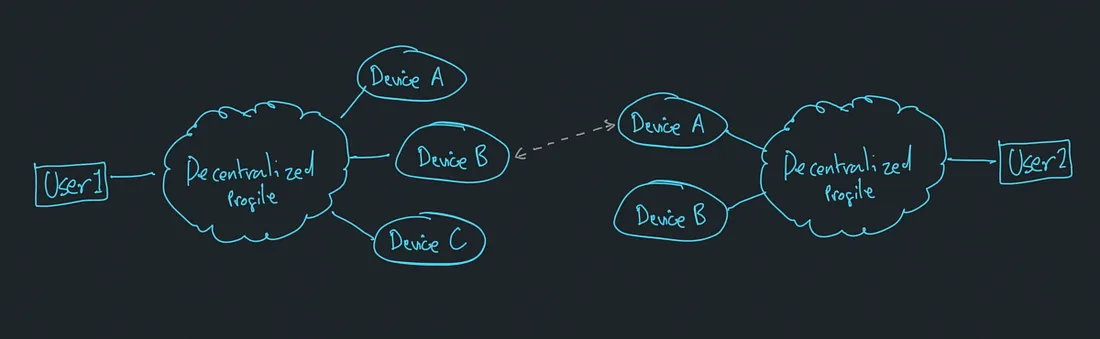 User1
Decentralized
Profile
Device A
Device B
Device C
Device A
Device B
Decentralized
Profile
User2